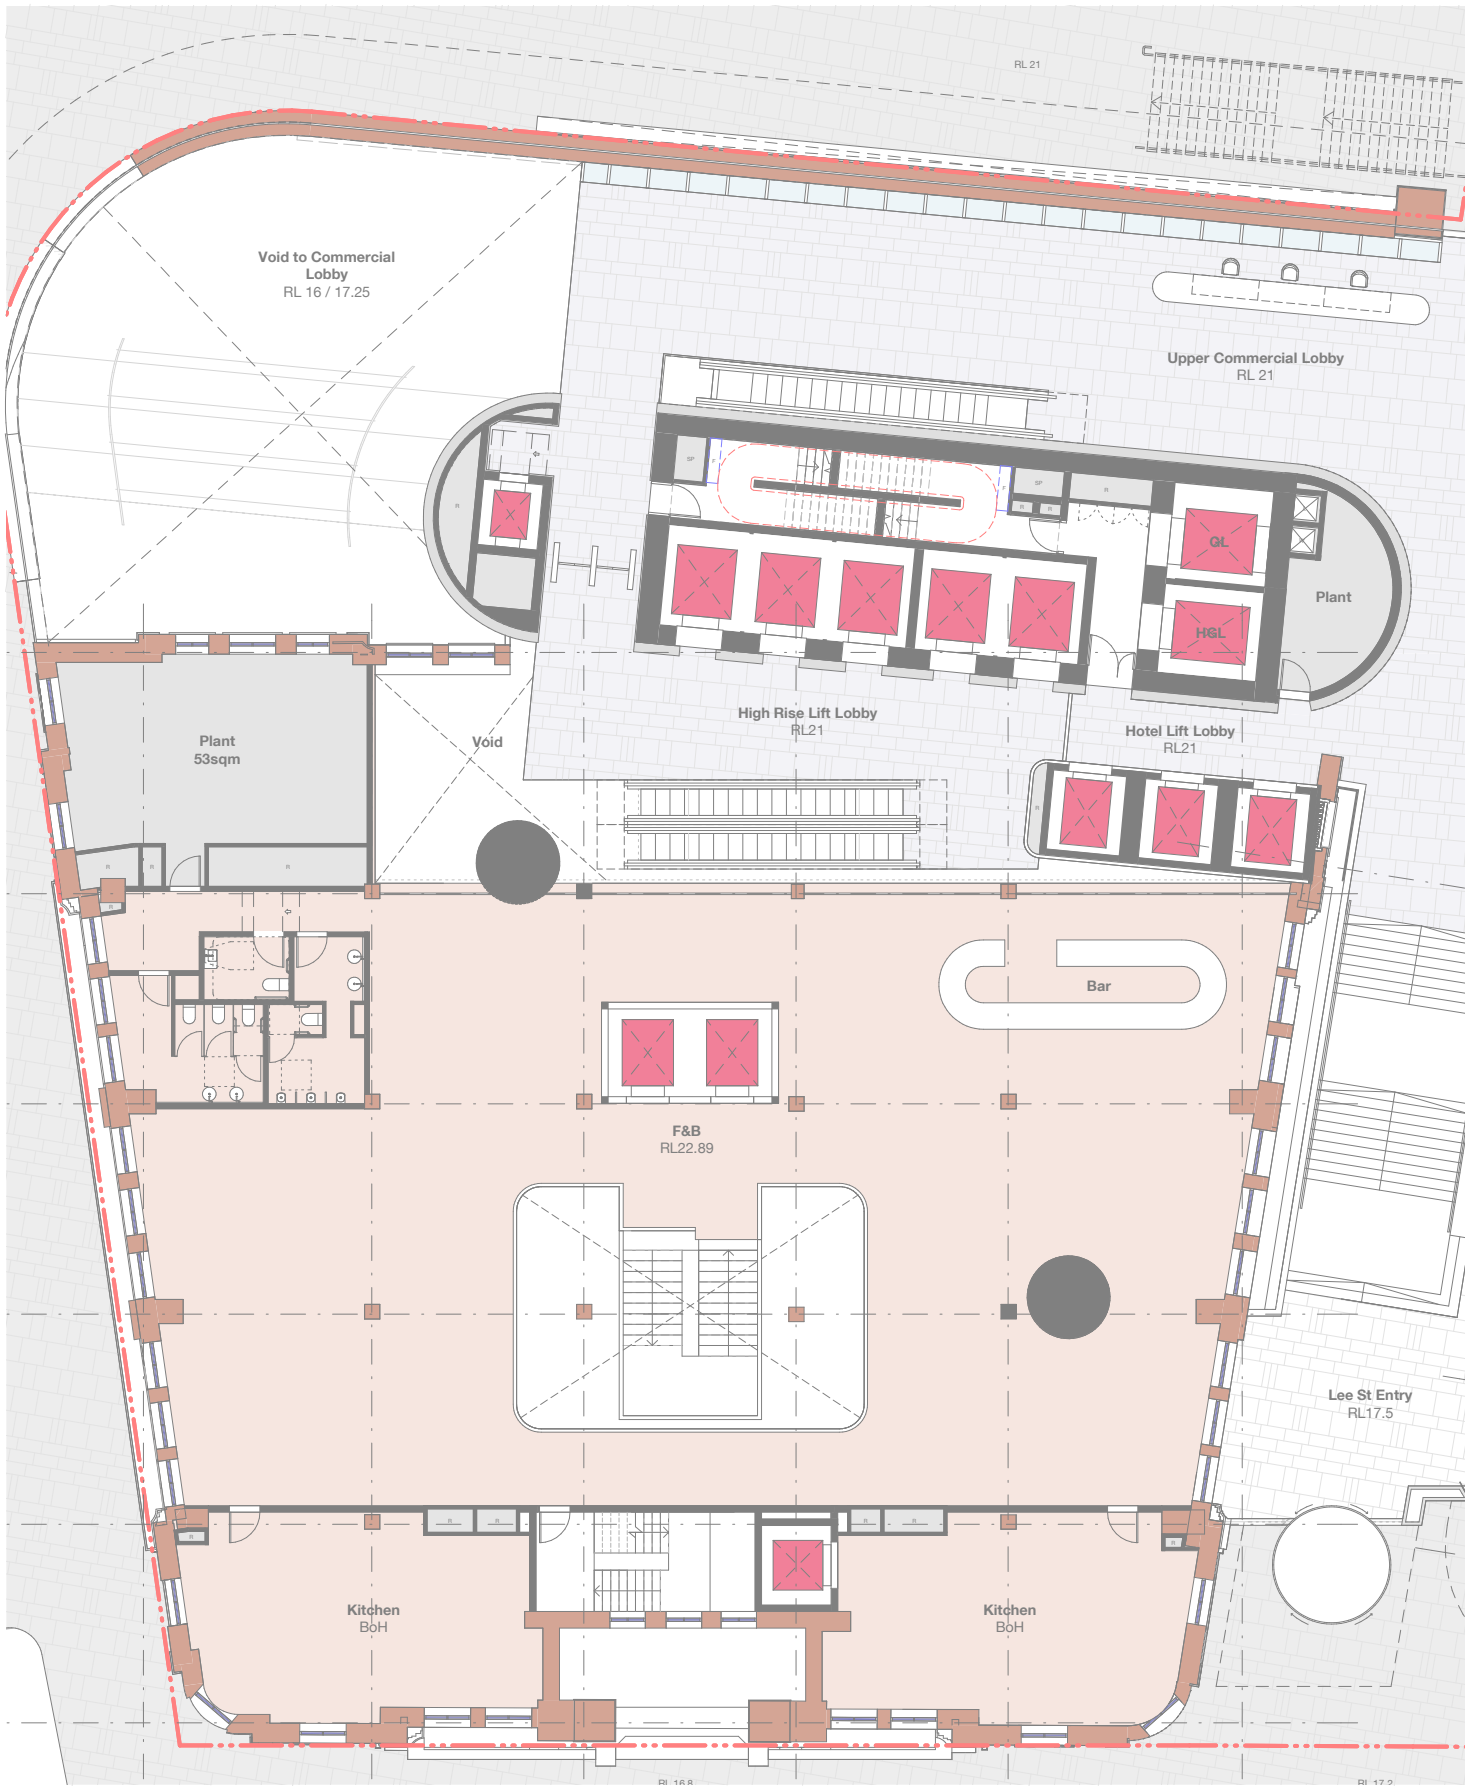 RL 21
Void to Commercial
Lobby
RL 16 / 17.25
Upper Commercial Lobby
RL 21
SP
F
F
SP
R
R
R
R
GL
HGL
Plant
High Rise Lift Lobby
RL21
Hotel Lift Lobby
RL21
Plant
53sqm
Void
R
R
R
R
R
Bar
F&B
RL22.89
Lee St Entry
RL17.5
R
R
R
R
R
R
Kitchen
BoH
Kitchen
BoH
RL 16.8
RL 17.2